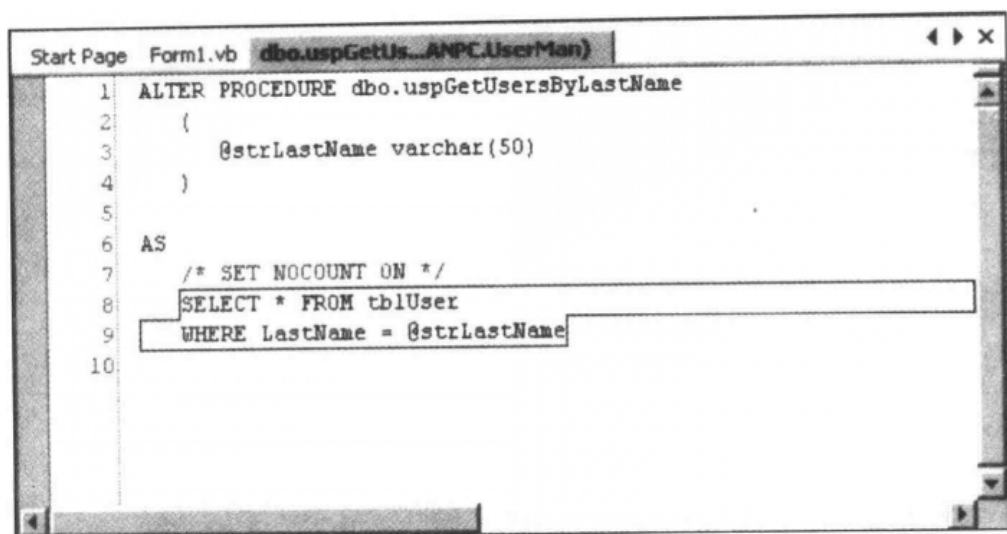 Start Page Form1.vb dbo.uspGetUs...ANPC.UserMan)
1 ALTER PROCEDURE dbo.uspGetUsersByLastName
2 (
3 @strLastName varchar(50)
4 )
5
6 AS
7 /* SET NOCOUNT ON */
8 SELECT * FROM tblUser
9 WHERE LastName = @strLastName
10